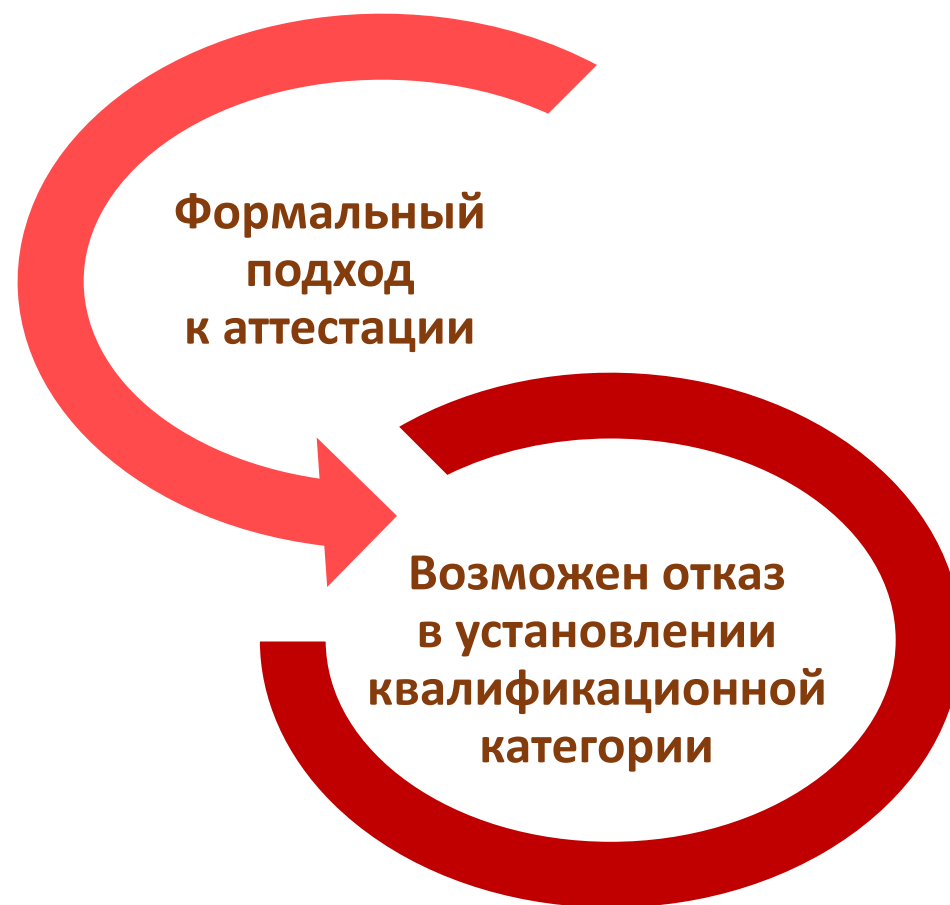 Формальный
подход
к аттестации
Возможен отказ
в установлении
квалификационной
категории